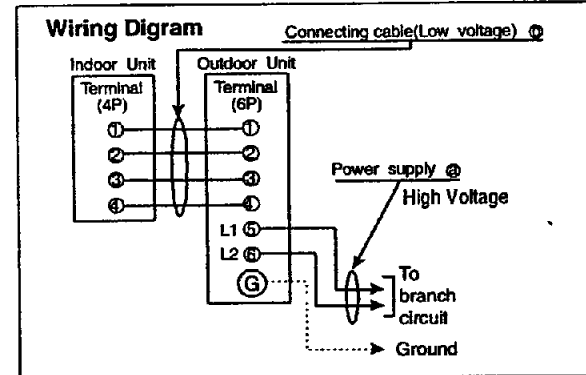 Wiring Digram
Connecting cable(Low voltage) ⓑ
Indoor Unit
Outdoor Unit
Terminal
(4P)
Terminal
(6P)
① ①
② ②
③ ③
④ ④
L1 ⑤
L2 ⑥
G
Power supply @
High Voltage
To
branch
circuit
Ground